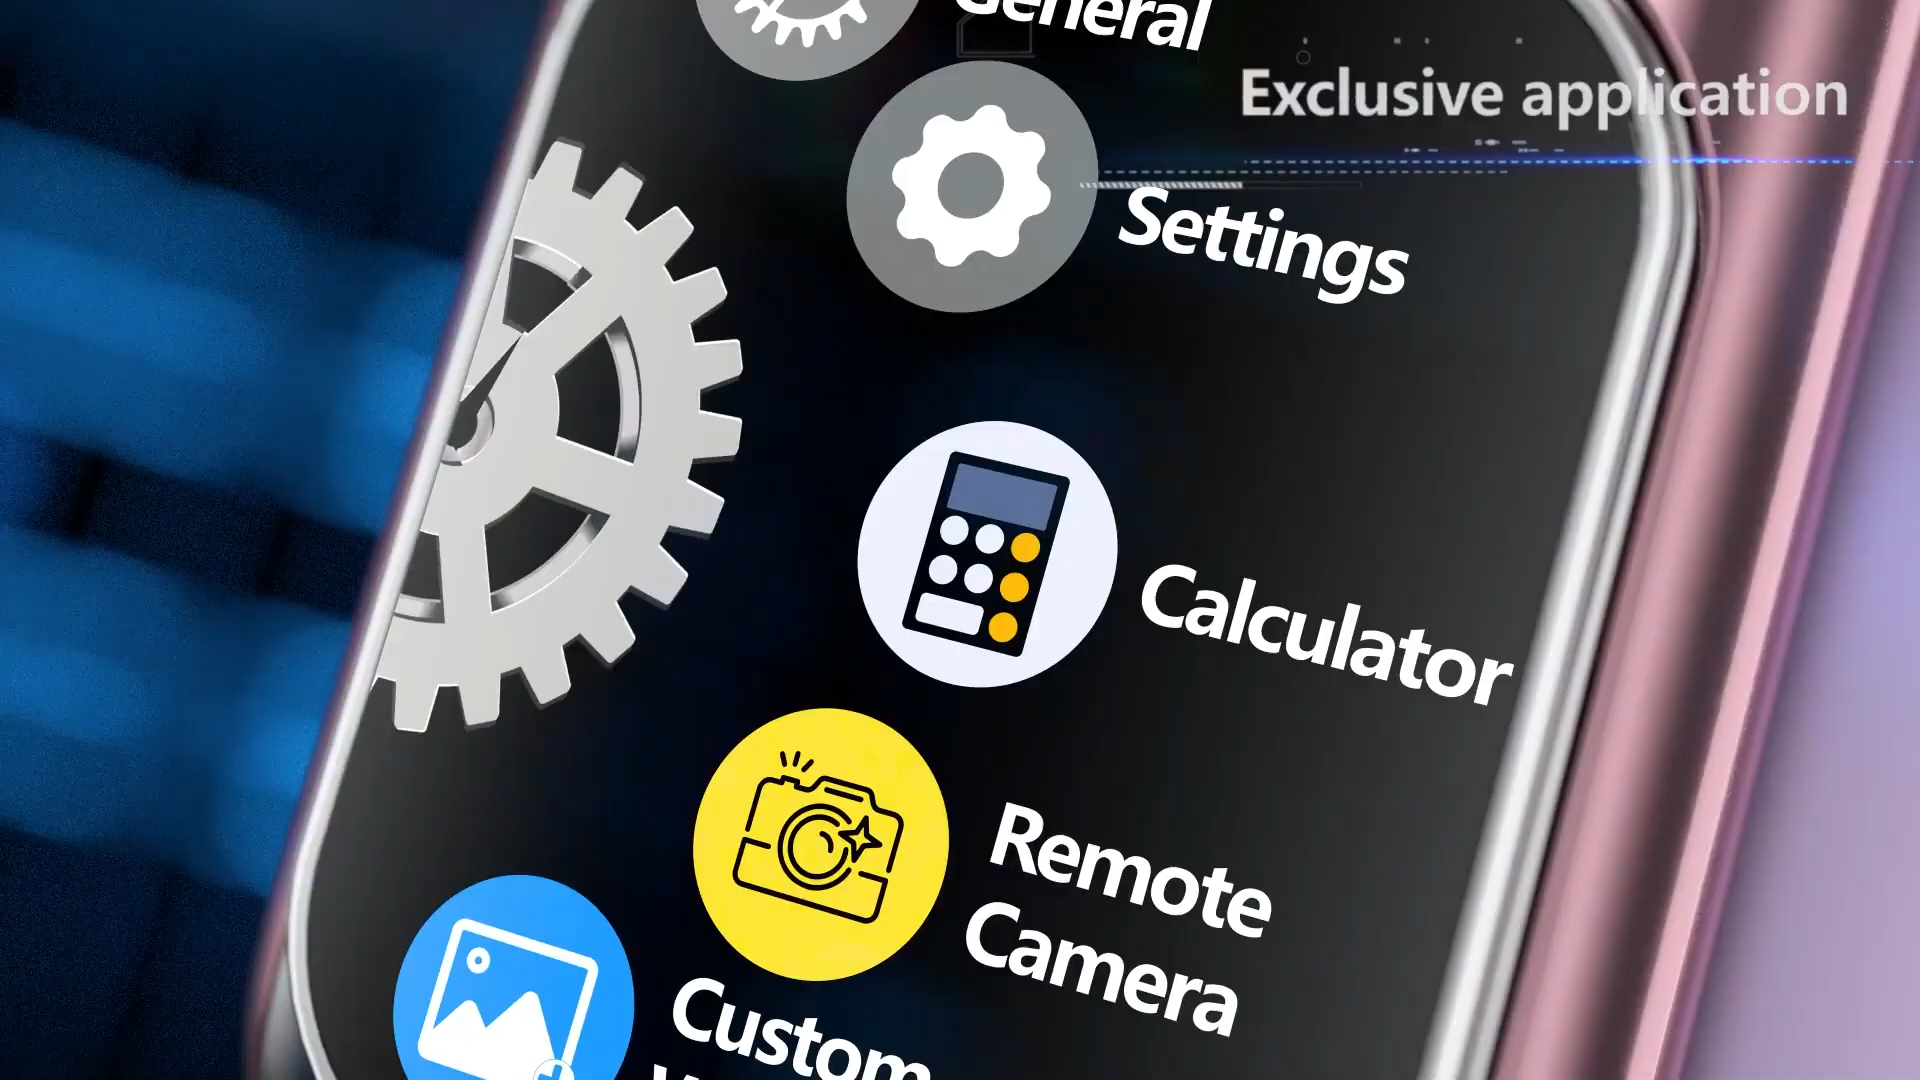 General
Exclusive application
Settings
Calculator
Remote
Camera
Custom